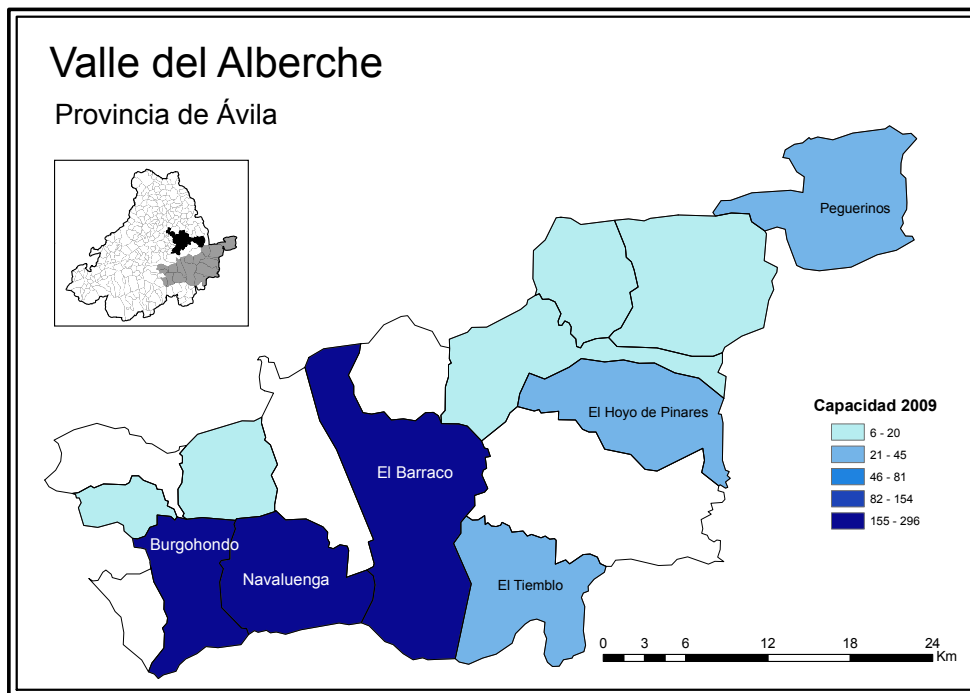 Valle del Alberche
Provincia de Ávila
Peguerinos
El Hoyo de Pinares
Capacidad 2009
6 - 20
21 - 45
46 - 81
82 - 154
155 - 296
El Barraco
Burgohondo
Navaluenga
El Tiemblo
0 3 6 12 18 24
Km